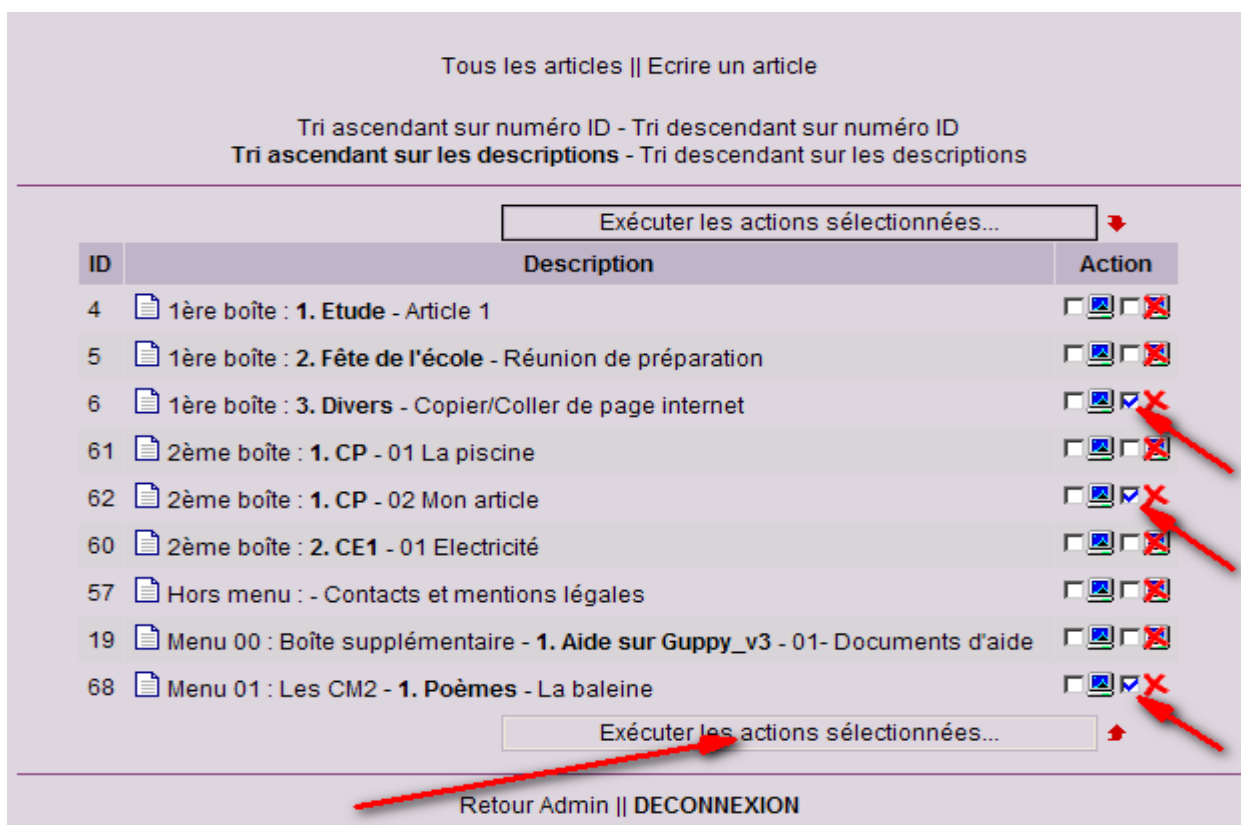 Tous les articles || Ecrire un article
Tri ascendant sur numéro ID - Tri descendant sur numéro ID
Tri ascendant sur les descriptions - Tri descendant sur les descriptions
Exécuter les actions sélectionnées...
ID Description Action
4 1ère boîte : 1. Etude - Article 1
5 1ère boîte : 2. Fête de l'école - Réunion de préparation
6 1ère boîte : 3. Divers - Copier/Coller de page internet
61 2ème boîte : 1. CP - 01 La piscine
62 2ème boîte : 1. CP - 02 Mon article
60 2ème boîte : 2. CE1 - 01 Electricité
57 Hors menu : - Contacts et mentions légales
19 Menu 00 : Boîte supplémentaire - 1. Aide sur Guppy_v3 - 01- Documents d'aide
68 Menu 01 : Les CM2 - 1. Poèmes - La baleine
Exécuter les actions sélectionnées...
Retour Admin || DECONNEXION